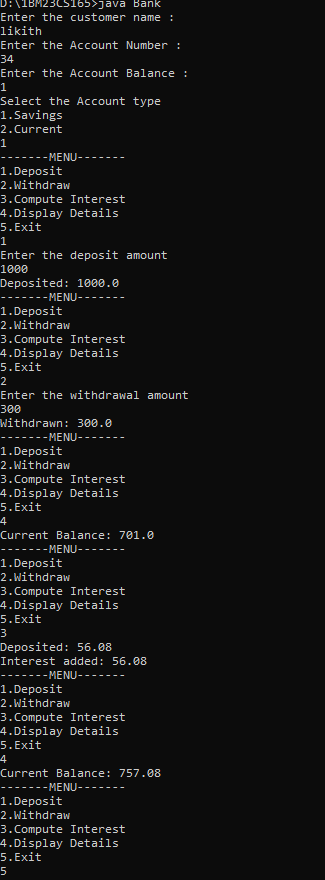 D:\1BM23CS165>java Bank
Enter the customer name :
likith
Enter the Account Number :
34
Enter the Account Balance :
1
Select the Account type
1.Savings
2.Current
1
-------MENU-------
1.Deposit
2.Withdraw
3.Compute Interest
4.Display Details
5.Exit
1
Enter the deposit amount
1000
Deposited: 1000.0
-------MENU-------
1.Deposit
2.Withdraw
3.Compute Interest
4.Display Details
5.Exit
2
Enter the withdrawal amount
300
Withdrawn: 300.0
-------MENU-------
1.Deposit
2.Withdraw
3.Compute Interest
4.Display Details
5.Exit
4
Current Balance: 701.0
-------MENU-------
1.Deposit
2.Withdraw
3.Compute Interest
4.Display Details
5.Exit
3
Deposited: 56.08
Interest added: 56.08
-------MENU-------
1.Deposit
2.Withdraw
3.Compute Interest
4.Display Details
5.Exit
4
Current Balance: 757.08
-------MENU-------
1.Deposit
2.Withdraw
3.Compute Interest
4.Display Details
5.Exit
5